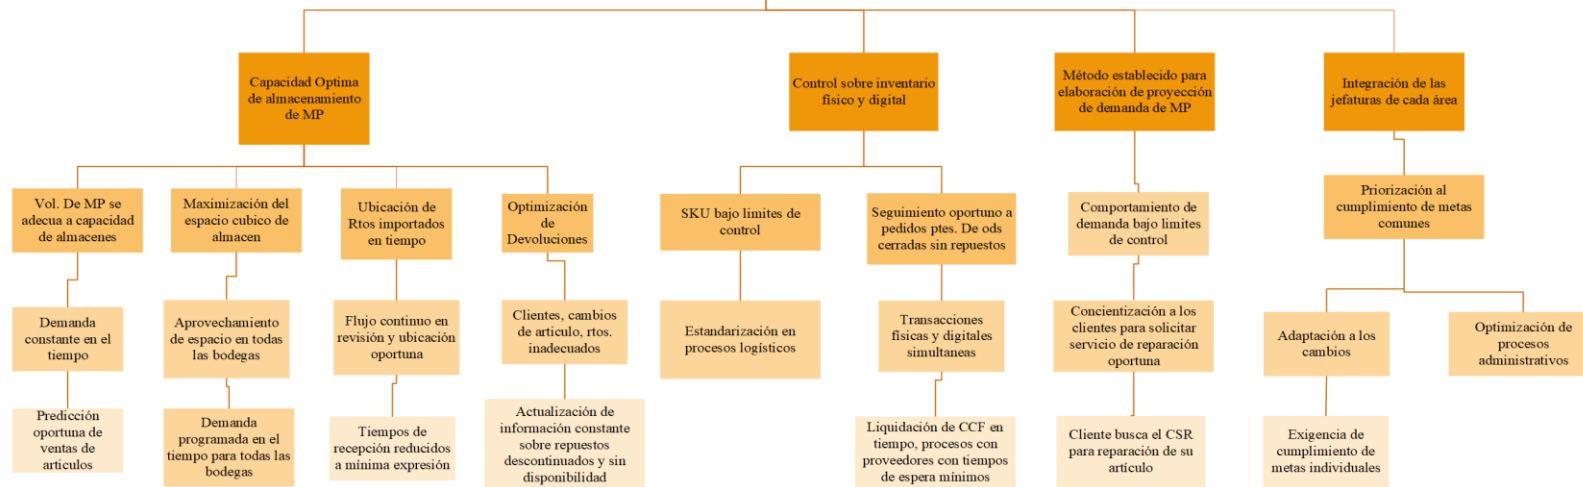 Capacidad Optima
de almacenamiento
de MP
Control sobre inventario
físico y digital
Método establecido para
elaboración de proyección
de demanda de MP
Integración de las
jefaturas de cada área
Vol. De MP se
adecua a capacidad
de almacenes
Maximización del
espacio cubico de
almacen
Ubicación de
Rtos importados en
tiempo
Optimización
de
Devoluciones
SKU bajo limites de
control
Seguimiento oportuno a
pedidos ptes. De ods
cerradas sin repuestos
Comportamiento de
demanda bajo limites
de control
Priorización al
cumplimiento de metas
comunes
Demanda
constante en el
tiempo
Aprovechamiento
de espacio en todas
las bodegas
Flujo continuo en
revisión y ubicación
oportuna
Clientes, cambios
de articulo, rtos.
inadecuados
Estandarización en
procesos logísticos
Transacciones
físicas y digitales
simultaneas
Concientización a los
clientes para solicitar
servicio de reparación
oportuna
Adaptación a los
cambios
Optimización de
procesos
administrativos
Predicción
oportuna de
ventas de
articulos
Demanda
programada en el
tiempo para todas las
bodegas
Tiempos de
recepción reducidos
a mínima expresión
Actualización de
información constante
sobre repuestos
descontinuados y sin
disponibilidad
Liquidación de CCF en
tiempo, procesos con
proveedores con tiempos
de espera mínimos
Cliente busca el CSR
para reparación de su
artículo
Exigencia de
cumplimiento de
metas individuales